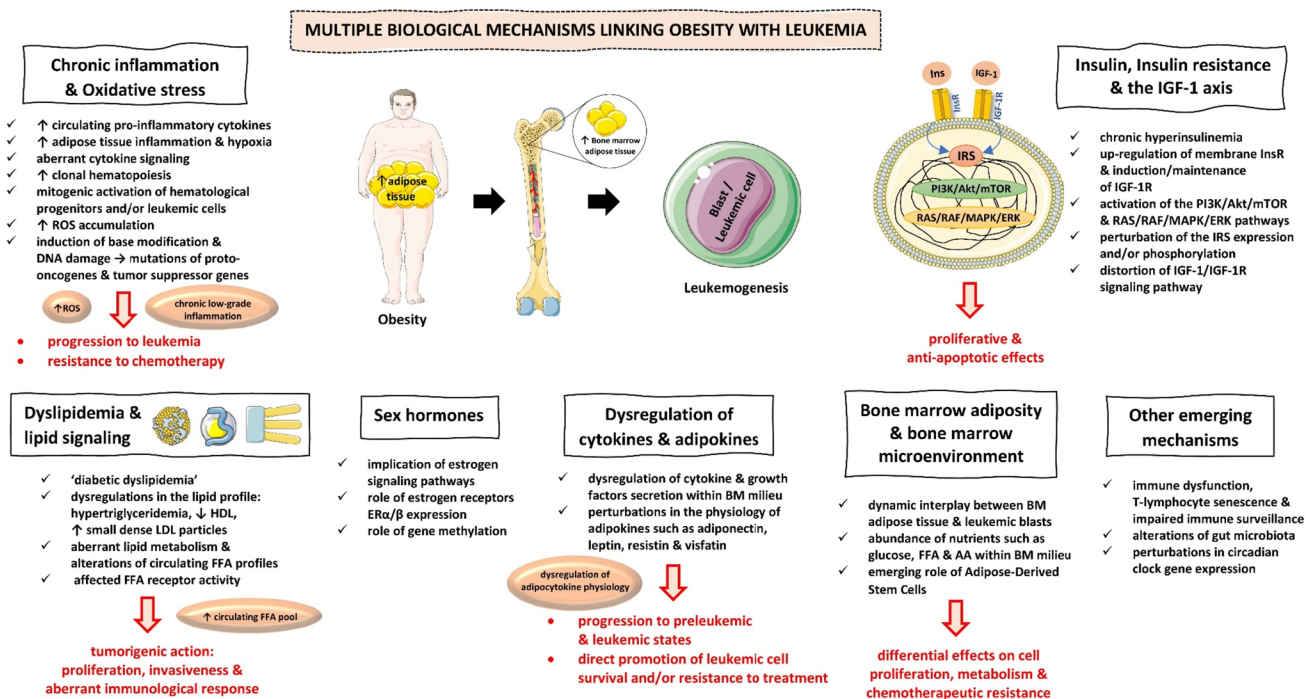 MULTIPLE BIOLOGICAL MECHANISMS LINKING OBESITY WITH LEUKEMIA
Chronic inflammation
& Oxidative stress
✓ ↑ circulating pro-inflammatory cytokines
✓ ↑ adipose tissue inflammation & hypoxia
✓ aberrant cytokine signaling
✓ ↑ clonal hematopoiesis
✓ mitogenic activation of hematological
progenitors and/or leukemic cells
✓ ↑ ROS accumulation
✓ induction of base modification &
DNA damage → mutations of proto-
oncogenes & tumor suppressor genes
↑ROS
chronic low-grade
inflammation
• progression to leukemia
• resistance to chemotherapy
↑ adipose
tissue
Obesity
↑ Bone marrow
adipose tissue
Blast /
Leukemic cell
Leukemogenesis
Ins
IGF-1
InsR
IGF-1R
IRS
PI3K/Akt/mTOR
RAS/RAF/MAPK/ERK
proliferative &
anti-apoptotic effects
Insulin, Insulin resistance
& the IGF-1 axis
✓ chronic hyperinsulinemia
✓ up-regulation of membrane InsR
& induction/maintenance
of IGF-1R
✓ activation of the PI3K/Akt/mTOR
& RAS/RAF/MAPK/ERK pathways
✓ perturbation of the IRS expression
and/or phosphorylation
✓ distortion of IGF-1/IGF-1R
signaling pathway
Dyslipidemia &
lipid signaling
✓ ‘diabetic dyslipidemia’
✓ dysregulations in the lipid profile:
hypertriglyceridemia, ↓ HDL,
↑ small dense LDL particles
✓ aberrant lipid metabolism &
alterations of circulating FFA profiles
✓ affected FFA receptor activity
↑ circulating FFA pool
tumorigenic action:
proliferation, invasiveness &
aberrant immunological response
Sex hormones
✓ implication of estrogen
signaling pathways
✓ role of estrogen receptors
ERα/β expression
✓ role of gene methylation
Dysregulation of
cytokines & adipokines
✓ dysregulation of cytokine & growth
factors secretion within BM milieu
✓ perturbations in the physiology of
adipokines such as adiponectin,
leptin, resistin & visfatin
dysregulation of
adipocytokine physiology
• progression to preleukemic
& leukemic states
• direct promotion of leukemic cell
survival and/or resistance to treatment
Bone marrow adiposity
& bone marrow
microenvironment
✓ dynamic interplay between BM
adipose tissue & leukemic blasts
✓ abundance of nutrients such as
glucose, FFA & AA within BM milieu
✓ emerging role of Adipose-Derived
Stem Cells
differential effects on cell
proliferation, metabolism &
chemotherapeutic resistance
Other emerging
mechanisms
✓ immune dysfunction,
T-lymphocyte senescence &
impaired immune surveillance
✓ alterations of gut microbiota
✓ perturbations in circadian
clock gene expression